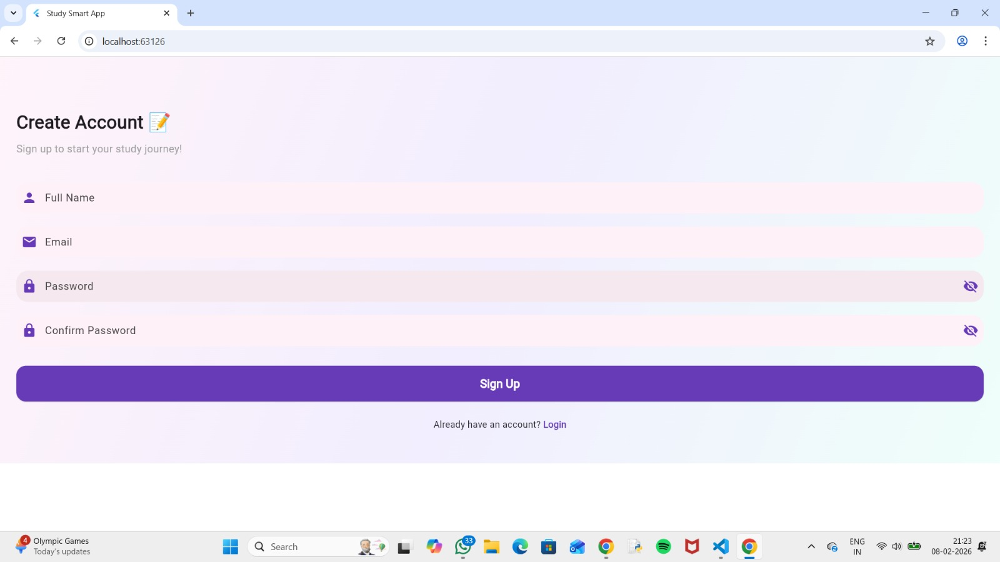 Study Smart App
localhost:63126
Create Account 📝
Sign up to start your study journey!
Full Name
Email
Password
Confirm Password
Sign Up
Already have an account? Login
4
Olympic Games
Today's updates
Search
33
ENG
IN
21:23
08-02-2026